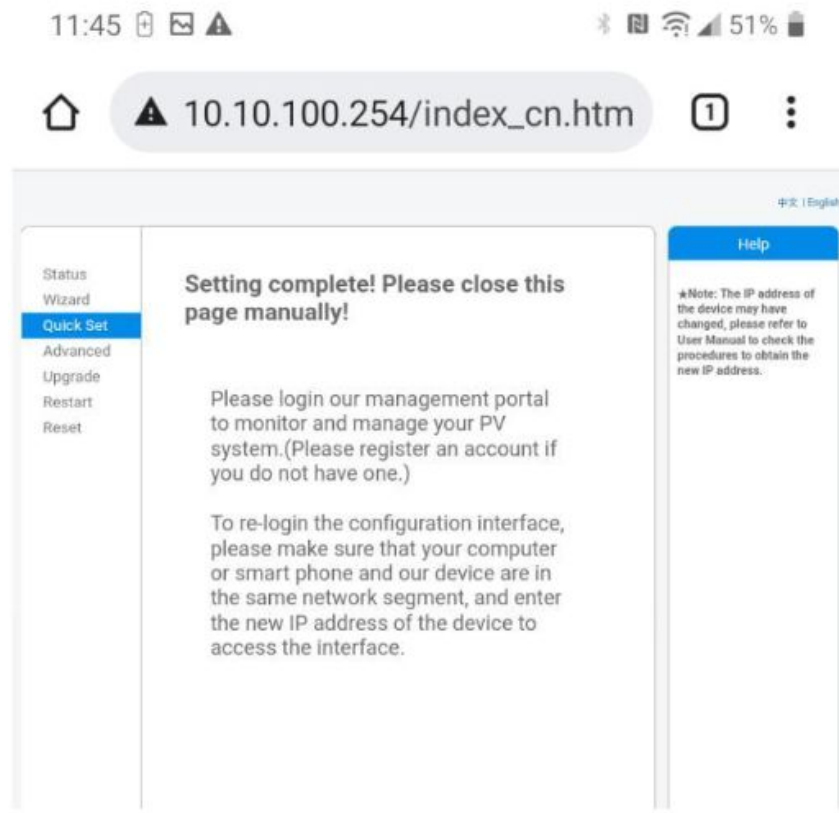 11:45
51%
10.10.100.254/index_cn.htm
1
中文 | English
Status
Wizard
Quick Set
Advanced
Upgrade
Restart
Reset
Setting complete! Please close this
page manually!
Please login our management portal
to monitor and manage your PV
system.(Please register an account if
you do not have one.)
To re-login the configuration interface,
please make sure that your computer
or smart phone and our device are in
the same network segment, and enter
the new IP address of the device to
access the interface.
Help
★Note: The IP address of
the device may have
changed, please refer to
User Manual to check the
procedures to obtain the
new IP address.